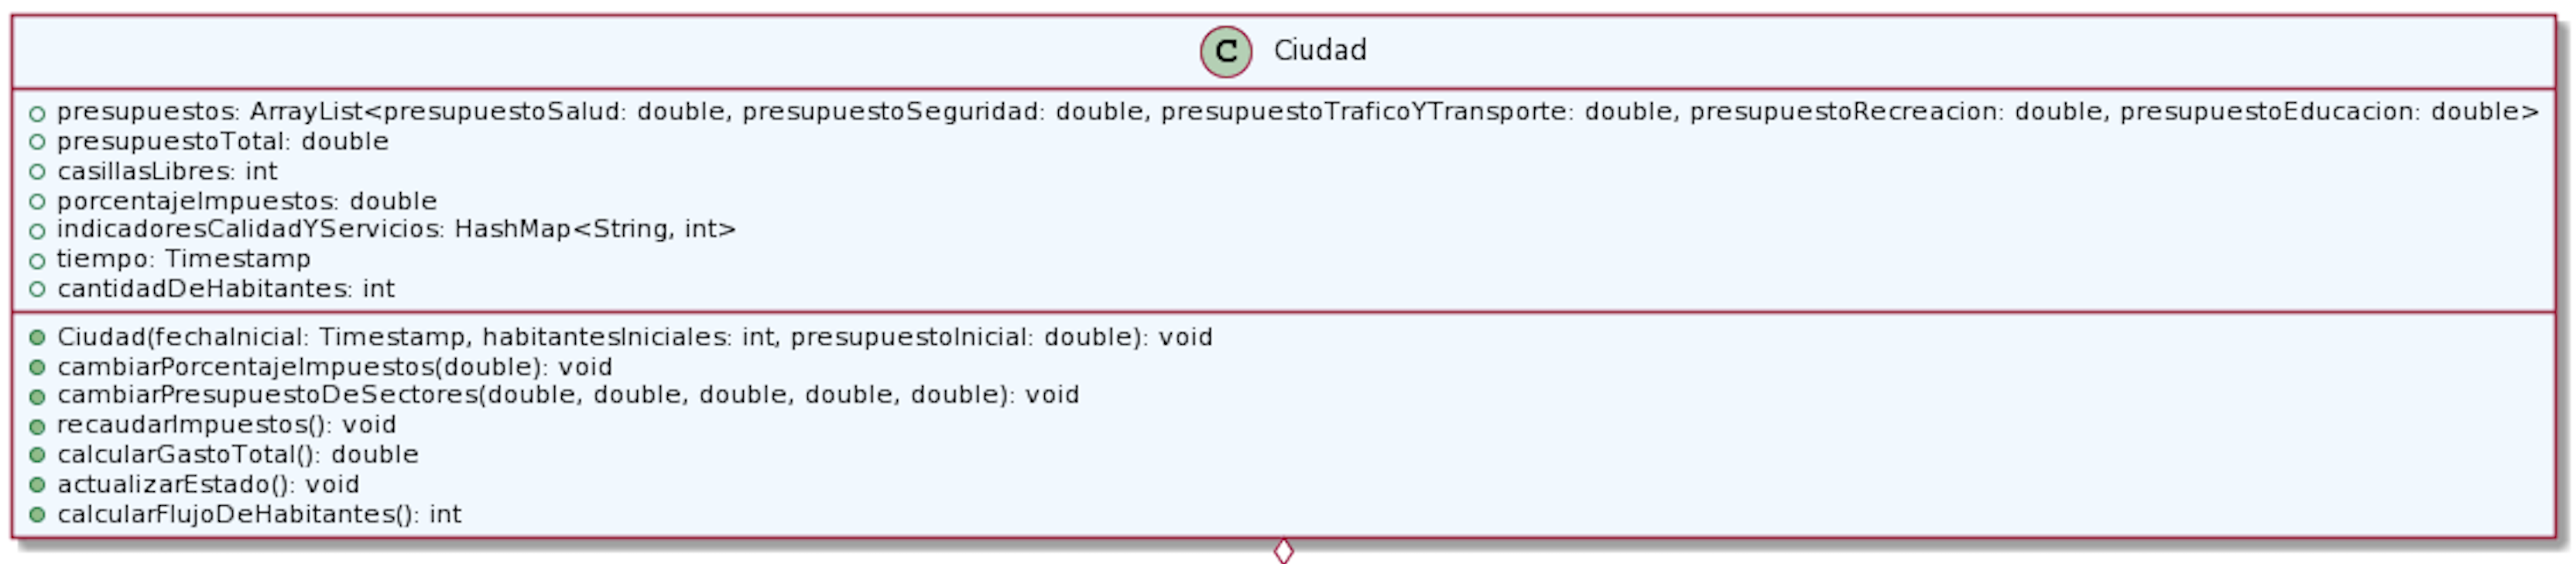 C Ciudad
presupuestos: ArrayList<presupuestoSalud: double, presupuestoSeguridad: double, presupuestoTraficoYTransporte: double, presupuestoRecreacion: double, presupuestoEducacion: double>
presupuestoTotal: double
casillasLibres: int
porcentajeImpuestos: double
indicadoresCalidadYServicios: HashMap<String, int>
tiempo: Timestamp
cantidadDeHabitantes: int
Ciudad(fechaInicial: Timestamp, habitantesIniciales: int, presupuestoInicial: double): void
cambiarPorcentajeImpuestos(double): void
cambiarPresupuestoDeSectores(double, double, double, double, double): void
recaudarImpuestos(): void
calcularGastoTotal(): double
actualizarEstado(): void
calcularFlujoDeHabitantes(): int